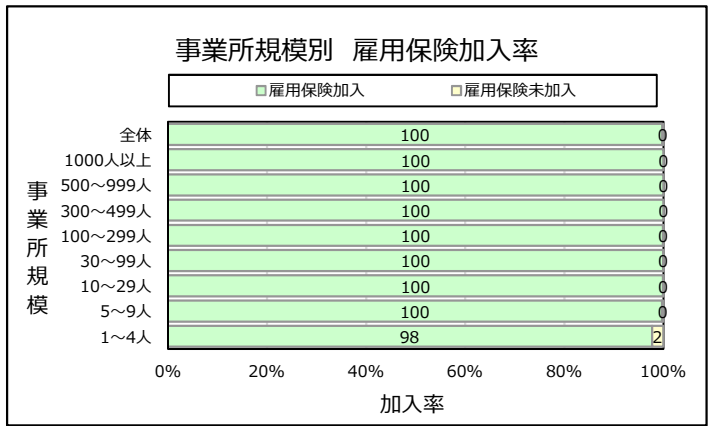 事業所規模別 雇用保険加入率
雇用保険加入 雇用保険未加入
事業所規模
全体 100 0
1000人以上 100 0
500～999人 100 0
300～499人 100 0
100～299人 100 0
30～99人 100 0
10～29人 100 0
5～9人 100 0
1～4人 98 2
0% 20% 40% 60% 80% 100%
加入率